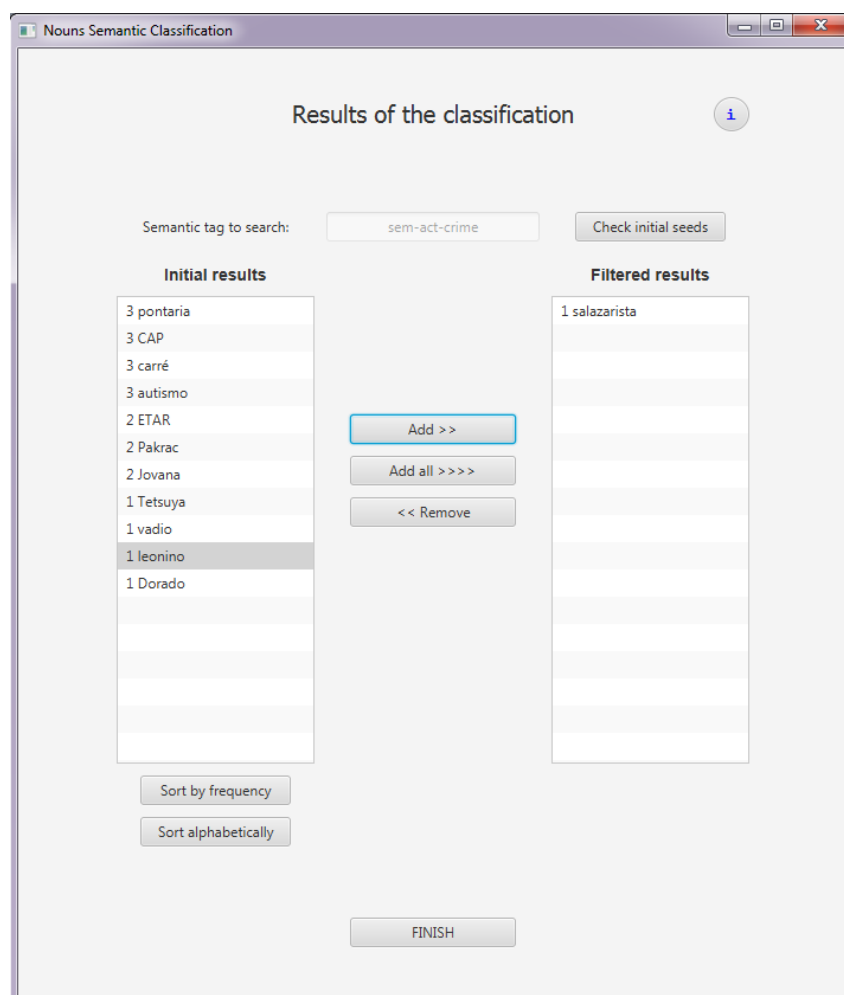 Nouns Semantic Classification
Results of the classification
i
Semantic tag to search:
sem-act-crime
Check initial seeds
Initial results
Filtered results
3 pontaria
3 CAP
3 carré
3 autismo
2 ETAR
2 Pakrac
2 Jovana
1 Tetsuya
1 vadio
1 leonino
1 Dorado
1 salazarista
Add >>
Add all >>>>
<< Remove
Sort by frequency
Sort alphabetically
FINISH